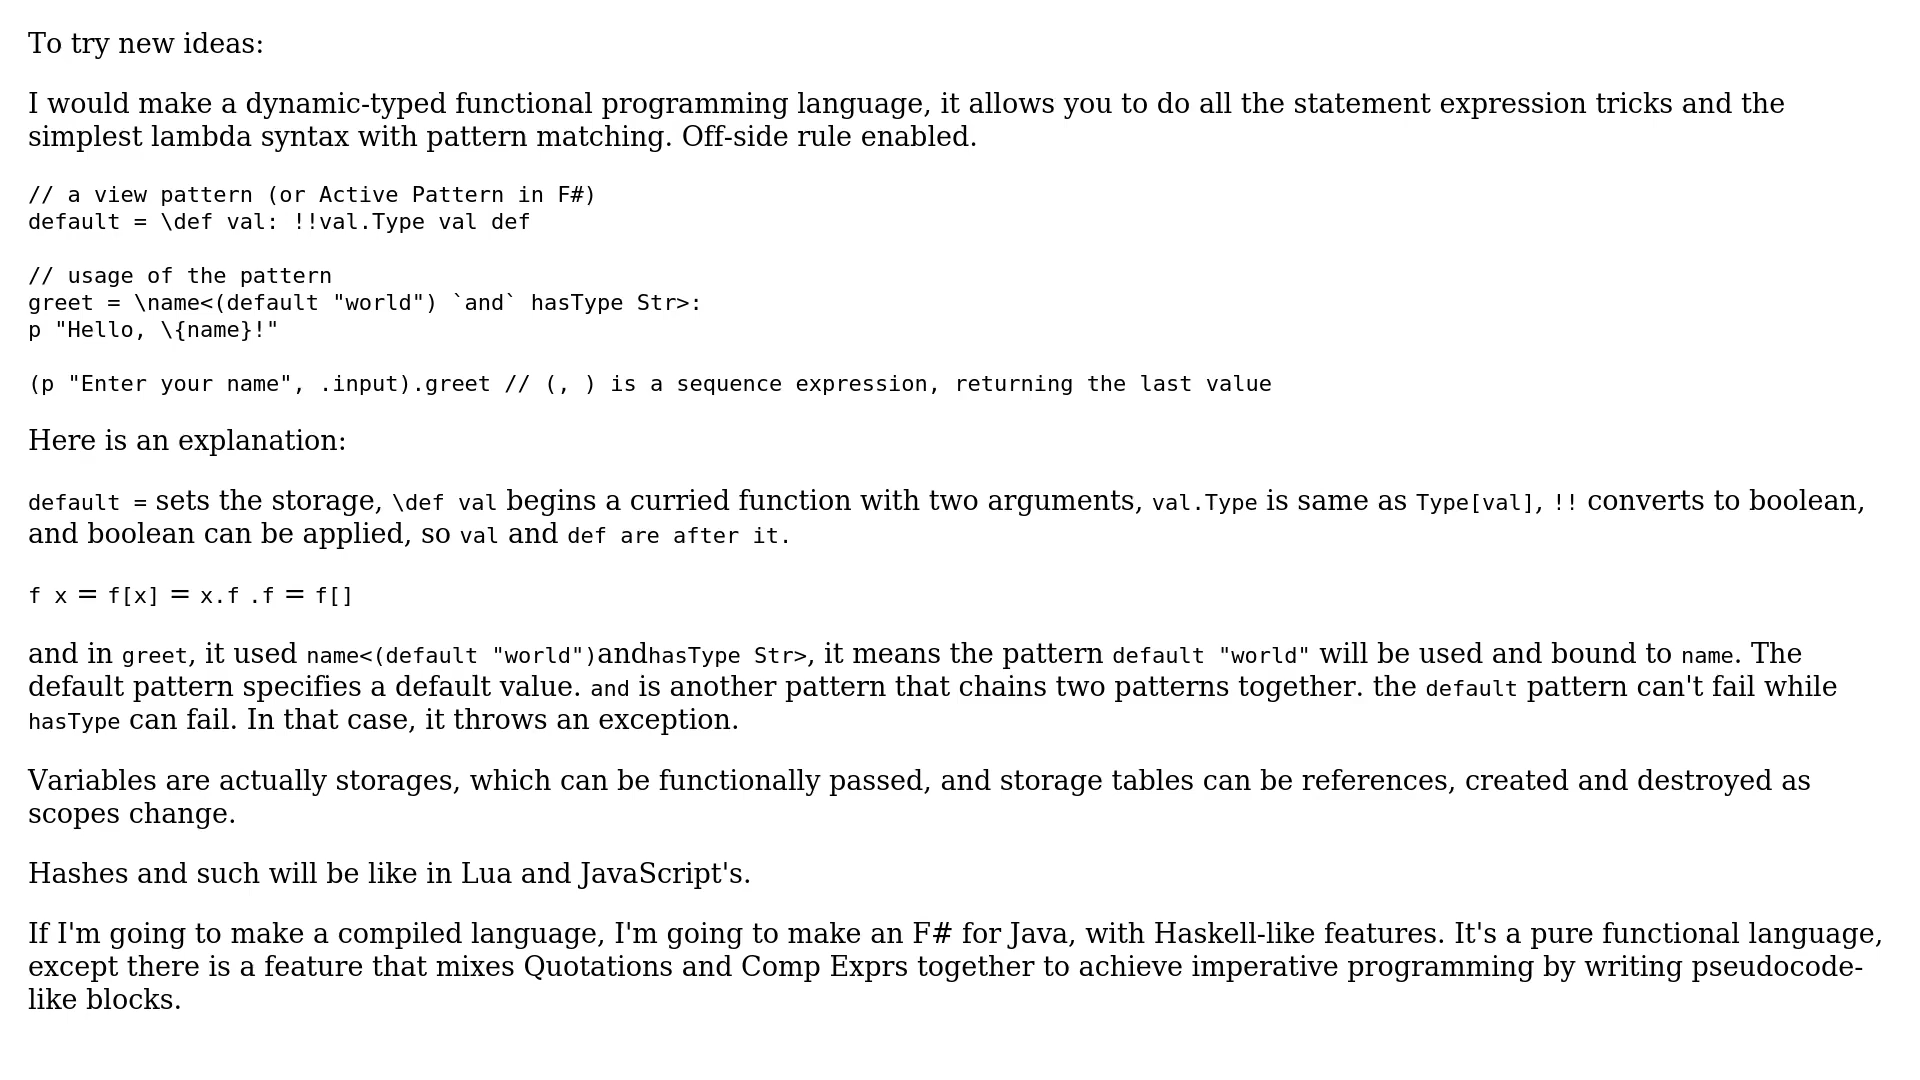 To try new ideas:
I would make a dynamic-typed functional programming language, it allows you to do all the statement expression tricks and the
simplest lambda syntax with pattern matching. Off-side rule enabled.
// a view pattern (or Active Pattern in F#)
default = \def val: !!val.Type val def
// usage of the pattern
greet = \name<(default "world") `and` hasType Str>:
p "Hello, \{name}!"
(p "Enter your name", .input).greet // (, ) is a sequence expression, returning the last value
Here is an explanation:
default = sets the storage, \def val begins a curried function with two arguments, val.Type is same as Type[val], !! converts to boolean,
and boolean can be applied, so val and def are after it.
f x = f[x] = x.f .f = f[]
and in greet, it used name<(default "world")andhasType Str>, it means the pattern default "world" will be used and bound to name. The
default pattern specifies a default value. and is another pattern that chains two patterns together. the default pattern can't fail while
hasType can fail. In that case, it throws an exception.
Variables are actually storages, which can be functionally passed, and storage tables can be references, created and destroyed as
scopes change.
Hashes and such will be like in Lua and JavaScript's.
If I'm going to make a compiled language, I'm going to make an F# for Java, with Haskell-like features. It's a pure functional language,
except there is a feature that mixes Quotations and Comp Exprs together to achieve imperative programming by writing pseudocode-
like blocks.